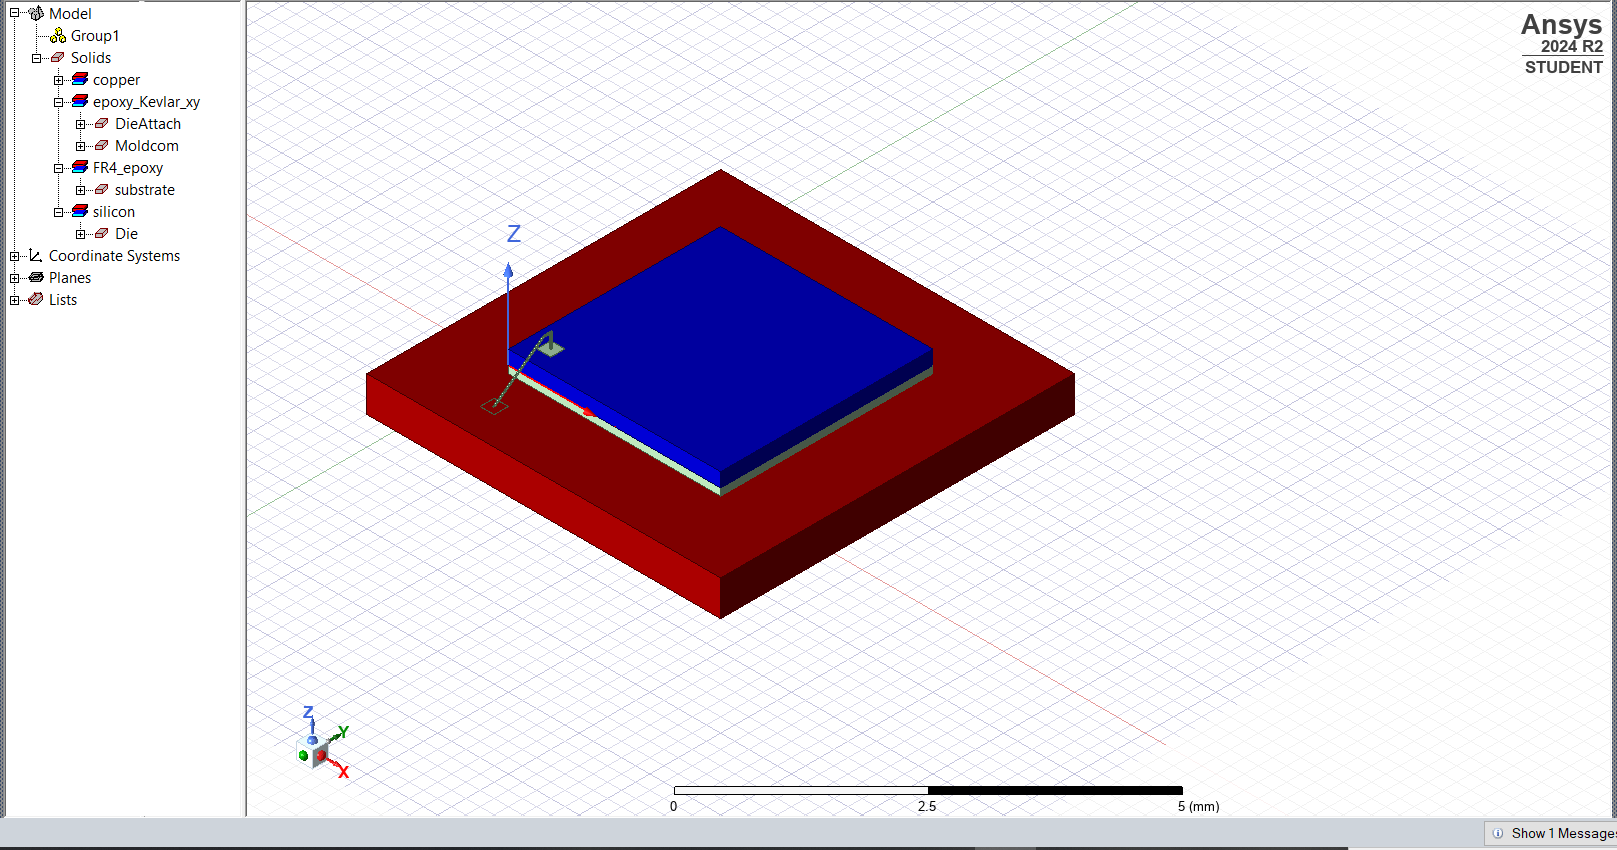 Model
Group1
Solids
copper
epoxy_Kevlar_xy
DieAttach
Moldcom
FR4_epoxy
substrate
silicon
Die
Coordinate Systems
Planes
Lists
Ansys
2024 R2
STUDENT
Z
Z
Y
X
0
2.5
5 (mm)
Show 1 Messages